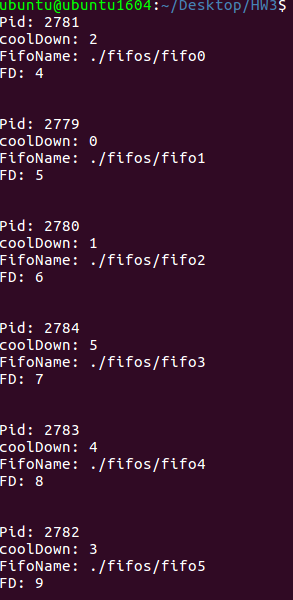 ubuntu@ubuntu1604:~/Desktop/HW3$
Pid: 2781
coolDown: 2
FifoName: ./fifos/fifo0
FD: 4
Pid: 2779
coolDown: 0
FifoName: ./fifos/fifo1
FD: 5
Pid: 2780
coolDown: 1
FifoName: ./fifos/fifo2
FD: 6
Pid: 2784
coolDown: 5
FifoName: ./fifos/fifo3
FD: 7
Pid: 2783
coolDown: 4
FifoName: ./fifos/fifo4
FD: 8
Pid: 2782
coolDown: 3
FifoName: ./fifos/fifo5
FD: 9